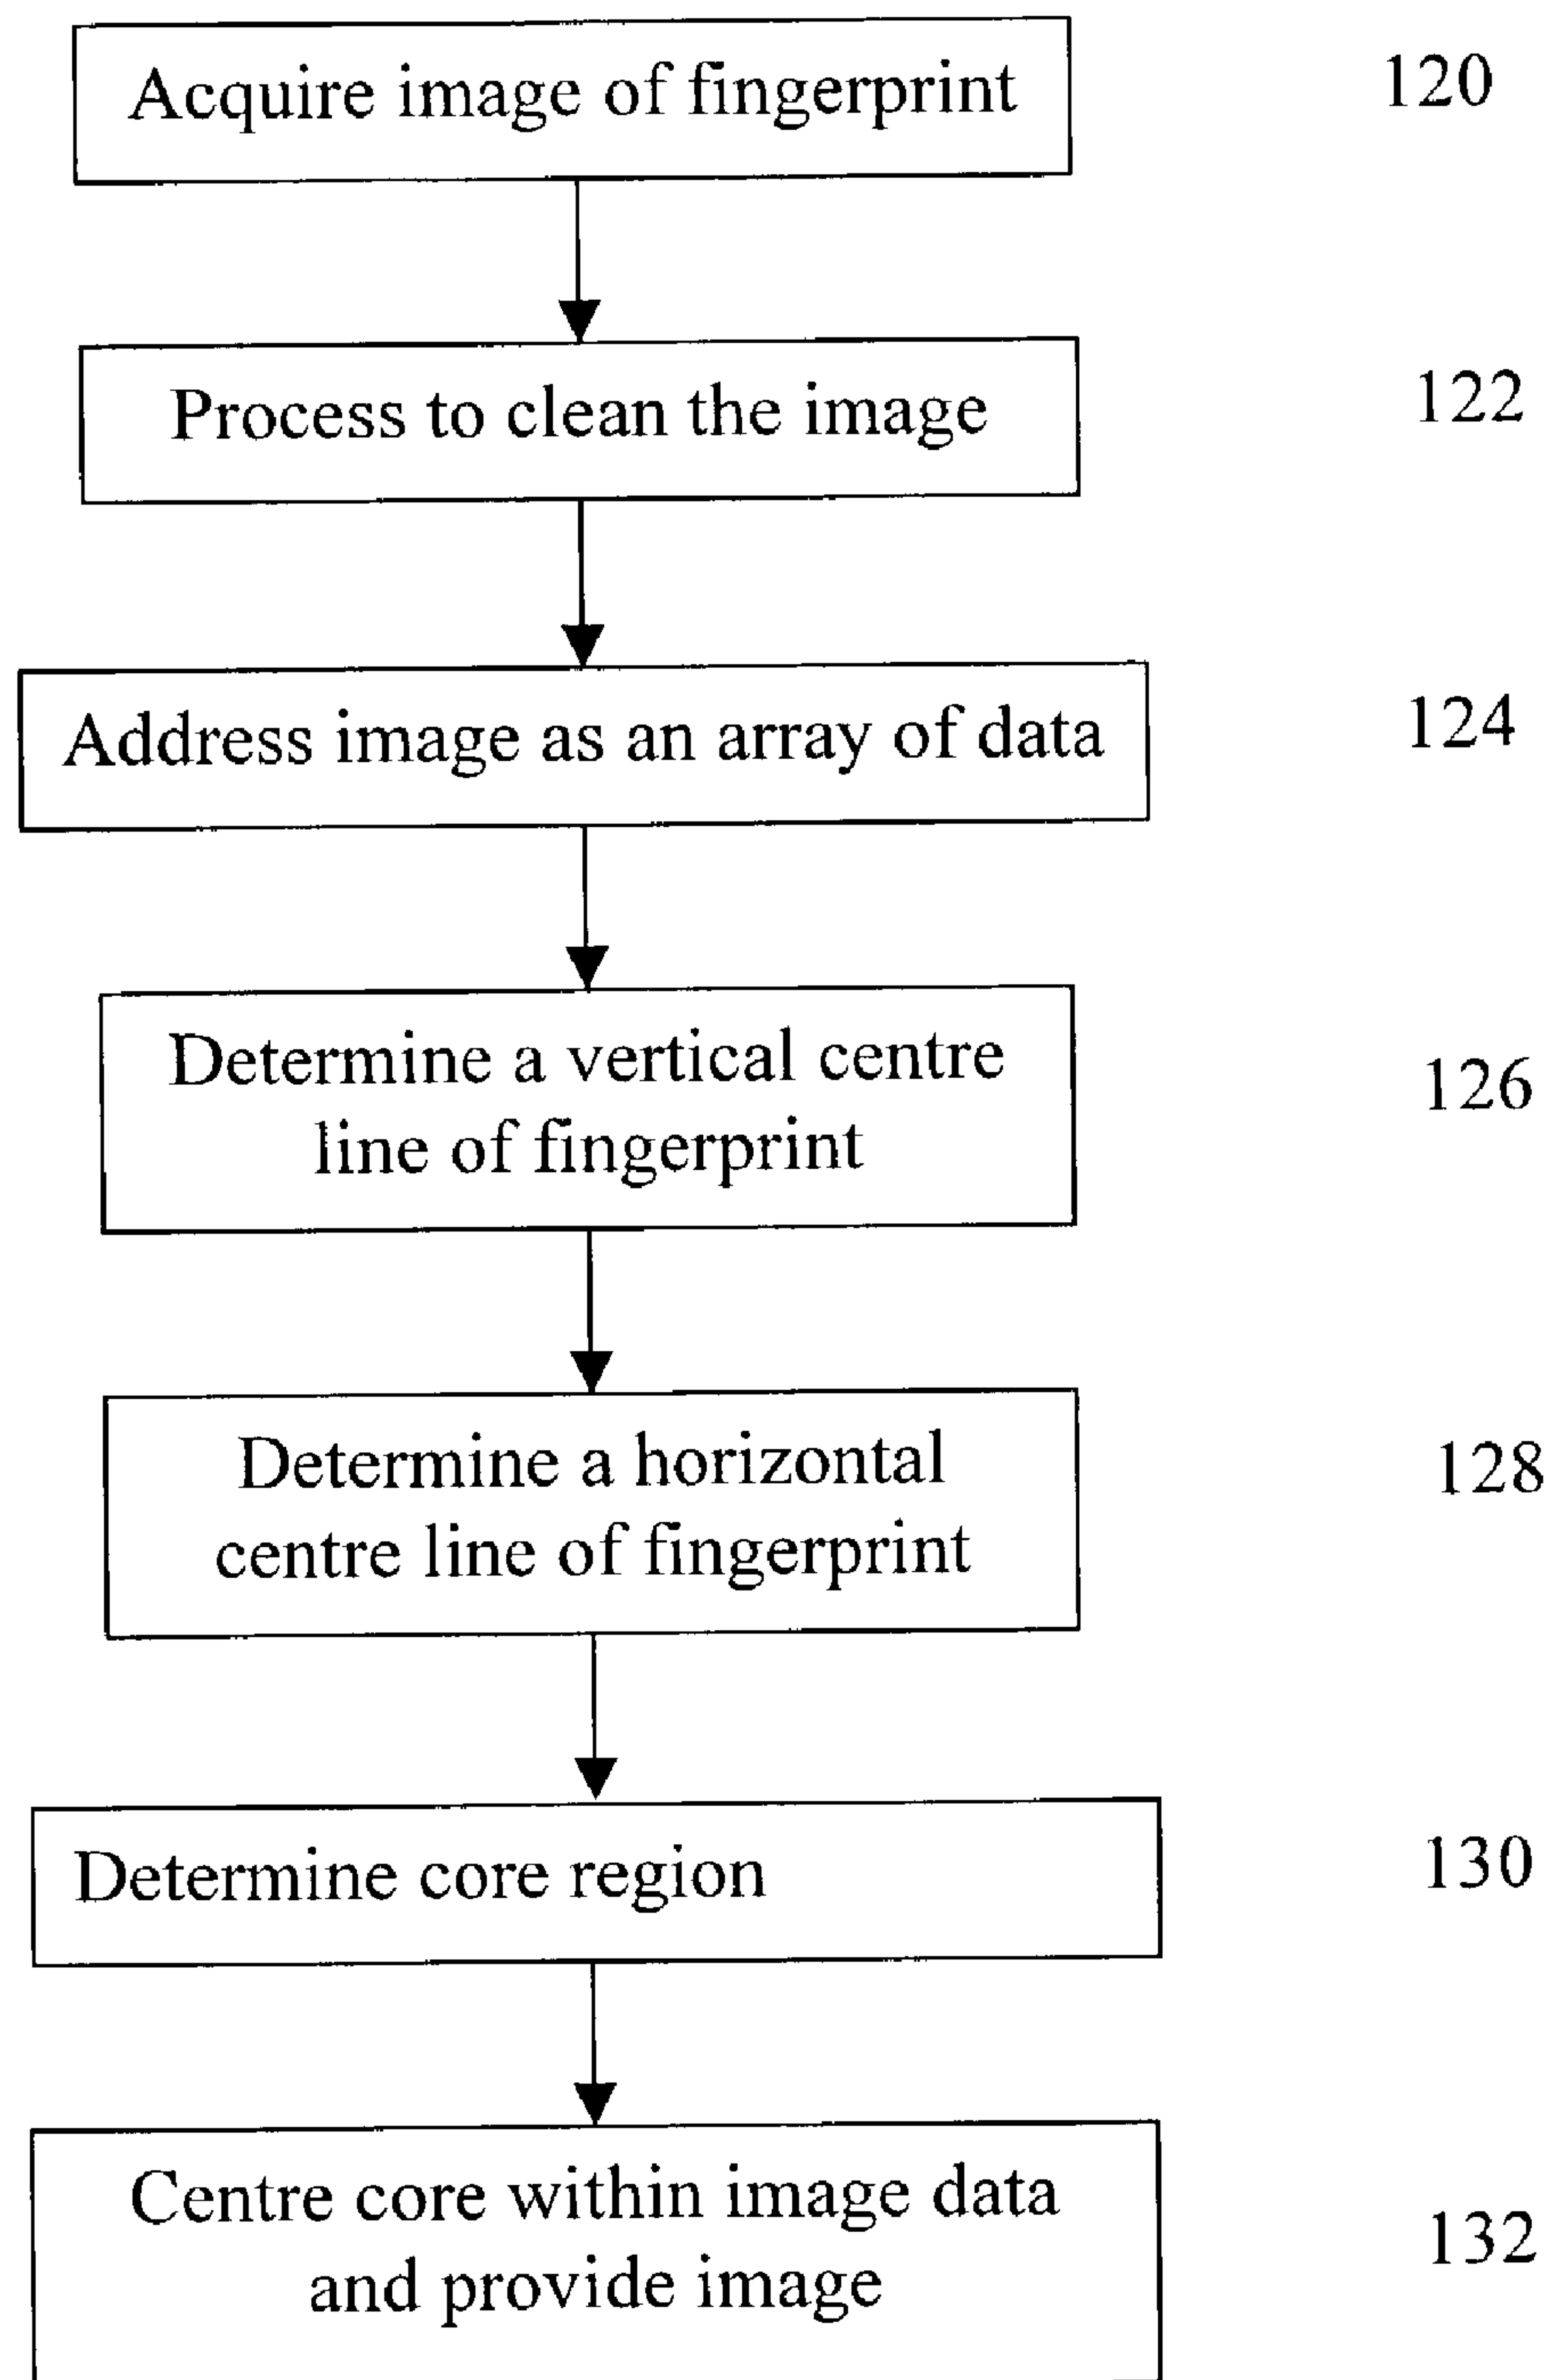 Acquire image of fingerprint
120
Process to clean the image
122
Address image as an array of data
124
Determine a vertical centre
line of fingerprint
126
Determine a horizontal
centre line of fingerprint
128
Determine core region
130
Centre core within image data
and provide image
132